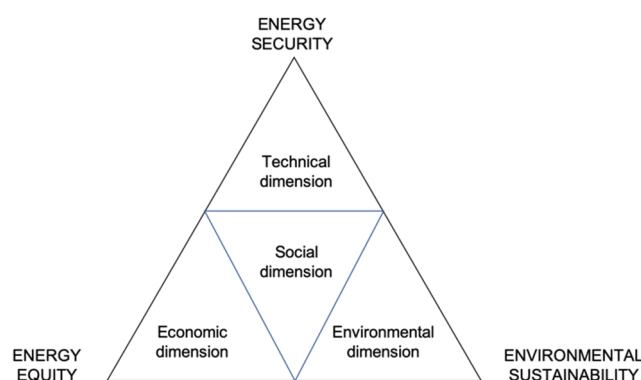 ENERGY
SECURITY
Technical
dimension
Social
dimension
Economic
dimension
Environmental
dimension
ENERGY
EQUITY
ENVIRONMENTAL
SUSTAINABILITY